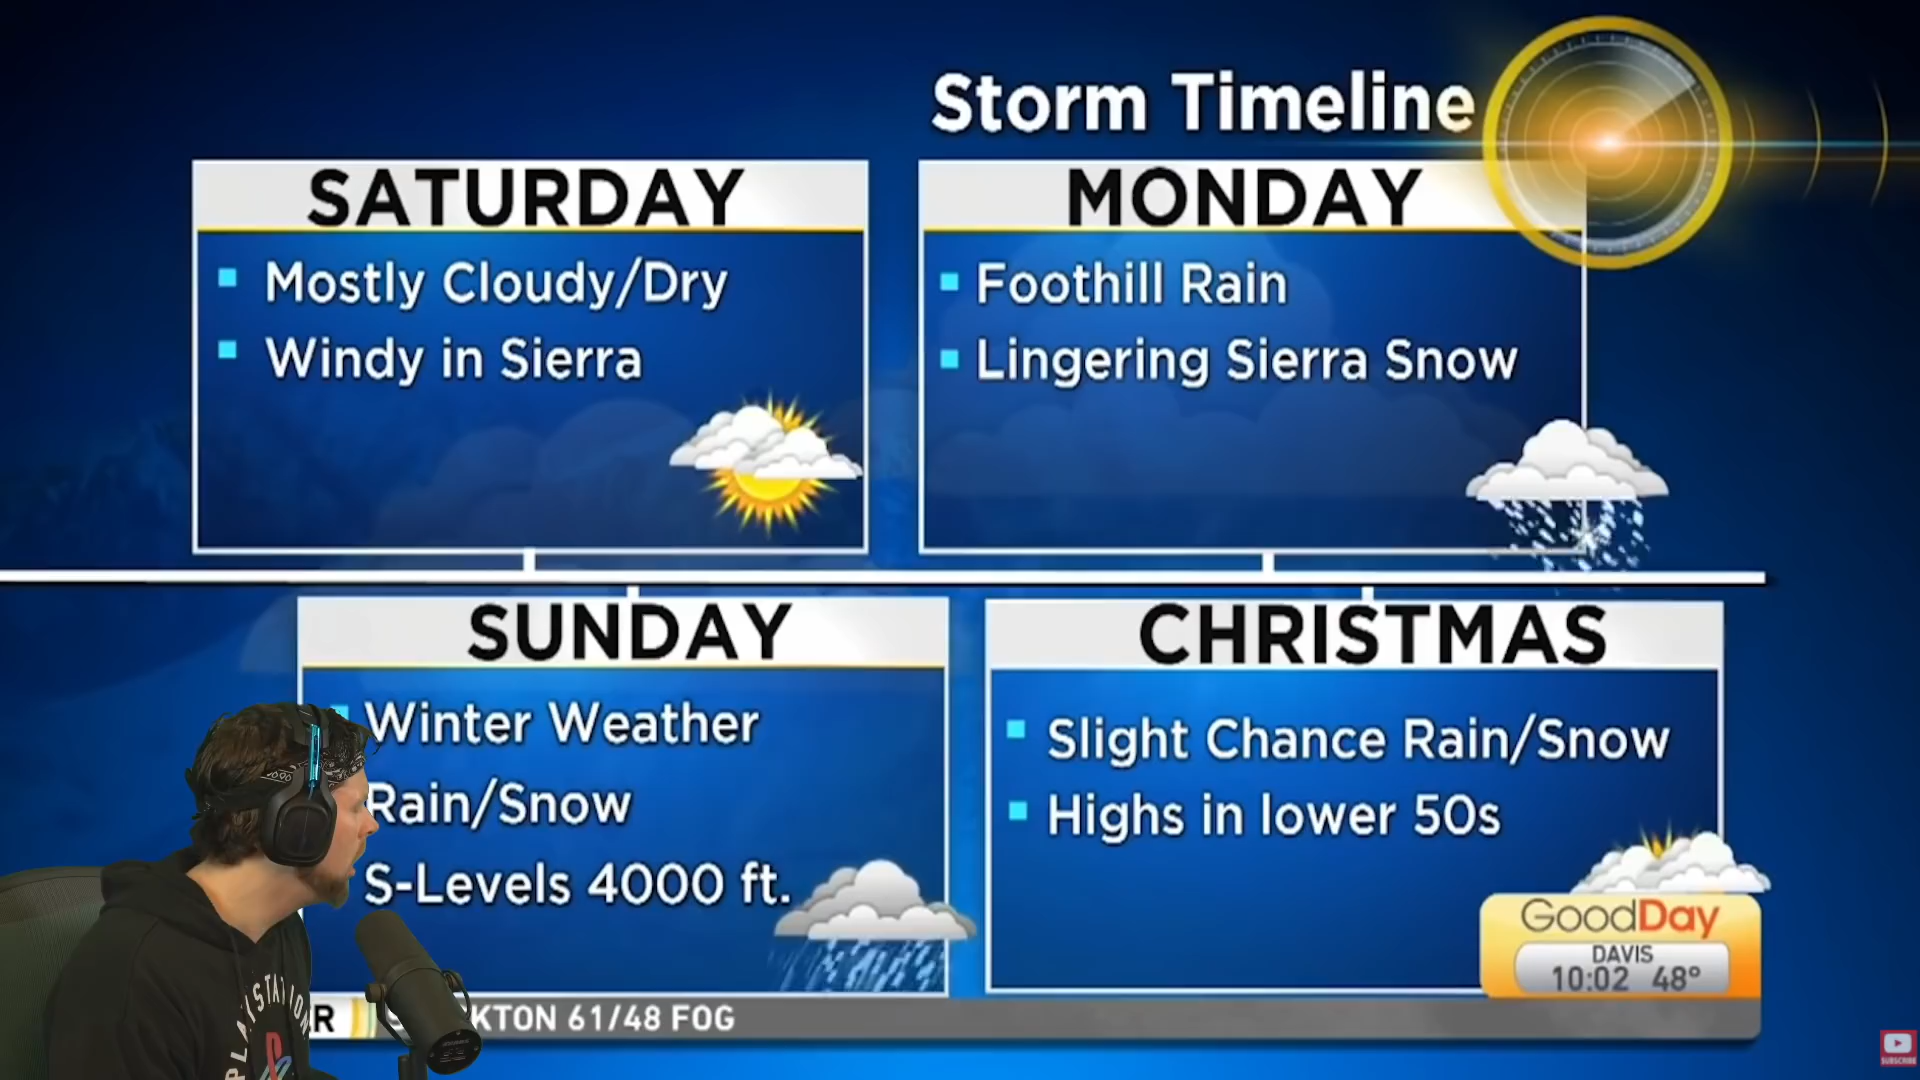 Storm Timeline
SATURDAY
Mostly Cloudy/Dry
Windy in Sierra
MONDAY
Foothill Rain
Lingering Sierra Snow
SUNDAY
Winter Weather
Rain/Snow
S-Levels 4000 ft.
CHRISTMAS
Slight Chance Rain/Snow
Highs in lower 50s
GoodDay
DAVIS
10:02 48°
R
KTON 61/48 FOG
PLAYSTATION
SUBSCRIBE